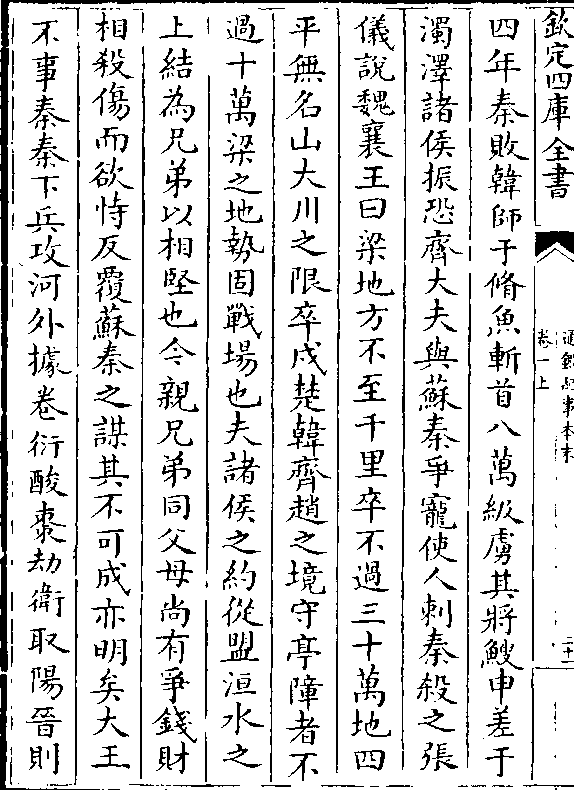 欽定四庫全書
通鑑紀事本末
卷一上
二十一
四年秦敗韓師于脩魚斬首八萬級虜其將䱸申差于
濁澤諸侯振恐齊大夫與蘇秦爭寵使人刺秦殺之張
儀說魏襄王曰梁地方不至千里卒不過三十萬地四
平無名山大川之限卒戍楚韓齊趙之境守亭障者不
過十萬梁之地勢固戰場也夫諸侯之約從盟洹水之
上結為兄弟以相堅也今親兄弟同父母尚有爭錢財
相殺傷而欲恃反覆蘇秦之謀其不可成亦明矣大王
不事秦秦下兵攻河外據卷衍酸棗劫衛取陽晉則